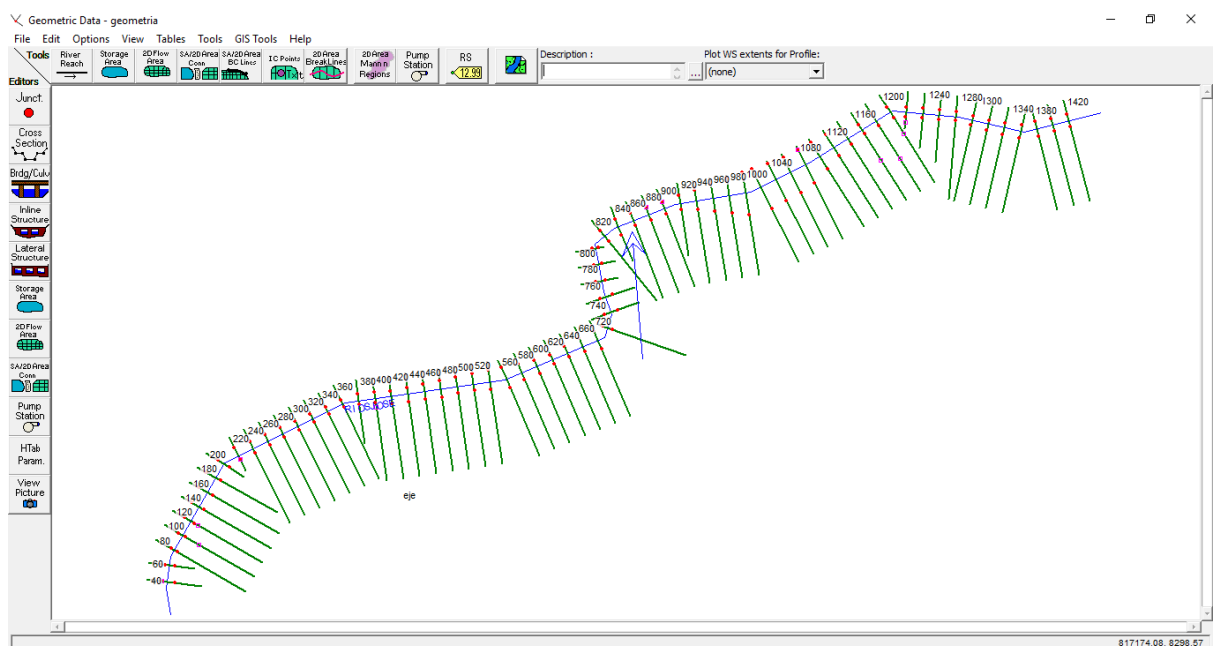 Geometric Data - geometria
File Edit Options View Tables Tools GIS Tools Help
Tools
Editors
River Reach
Storage Area
2D Flow Area
SA/2D Area Conn
SA/2D Area BC Lines
IC Points
2D Area BreakLines
2D Area Mann n Regions
Pump Station
RS
12.99
Description :
...
Plot WS extents for Profile:
(none)
Junct.
Cross Section
Brdg/Culv
Inline Structure
Lateral Structure
Storage Area
2D Flow Area
SA/2D Area Conn
Pump Station
HTab Param.
View Picture
1420
1380
1340
1300
1280
1240
1200
1160
1120
1080
1040
1000
980
960
940
920
900
880
860
840
820
800
780
760
740
720
660
640
620
600
580
560
520
500
480
460
440
420
400
380
360
340
320
300
280
260
240
220
200
180
160
140
120
100
80
60
40
eje
817174.08, 8298.57